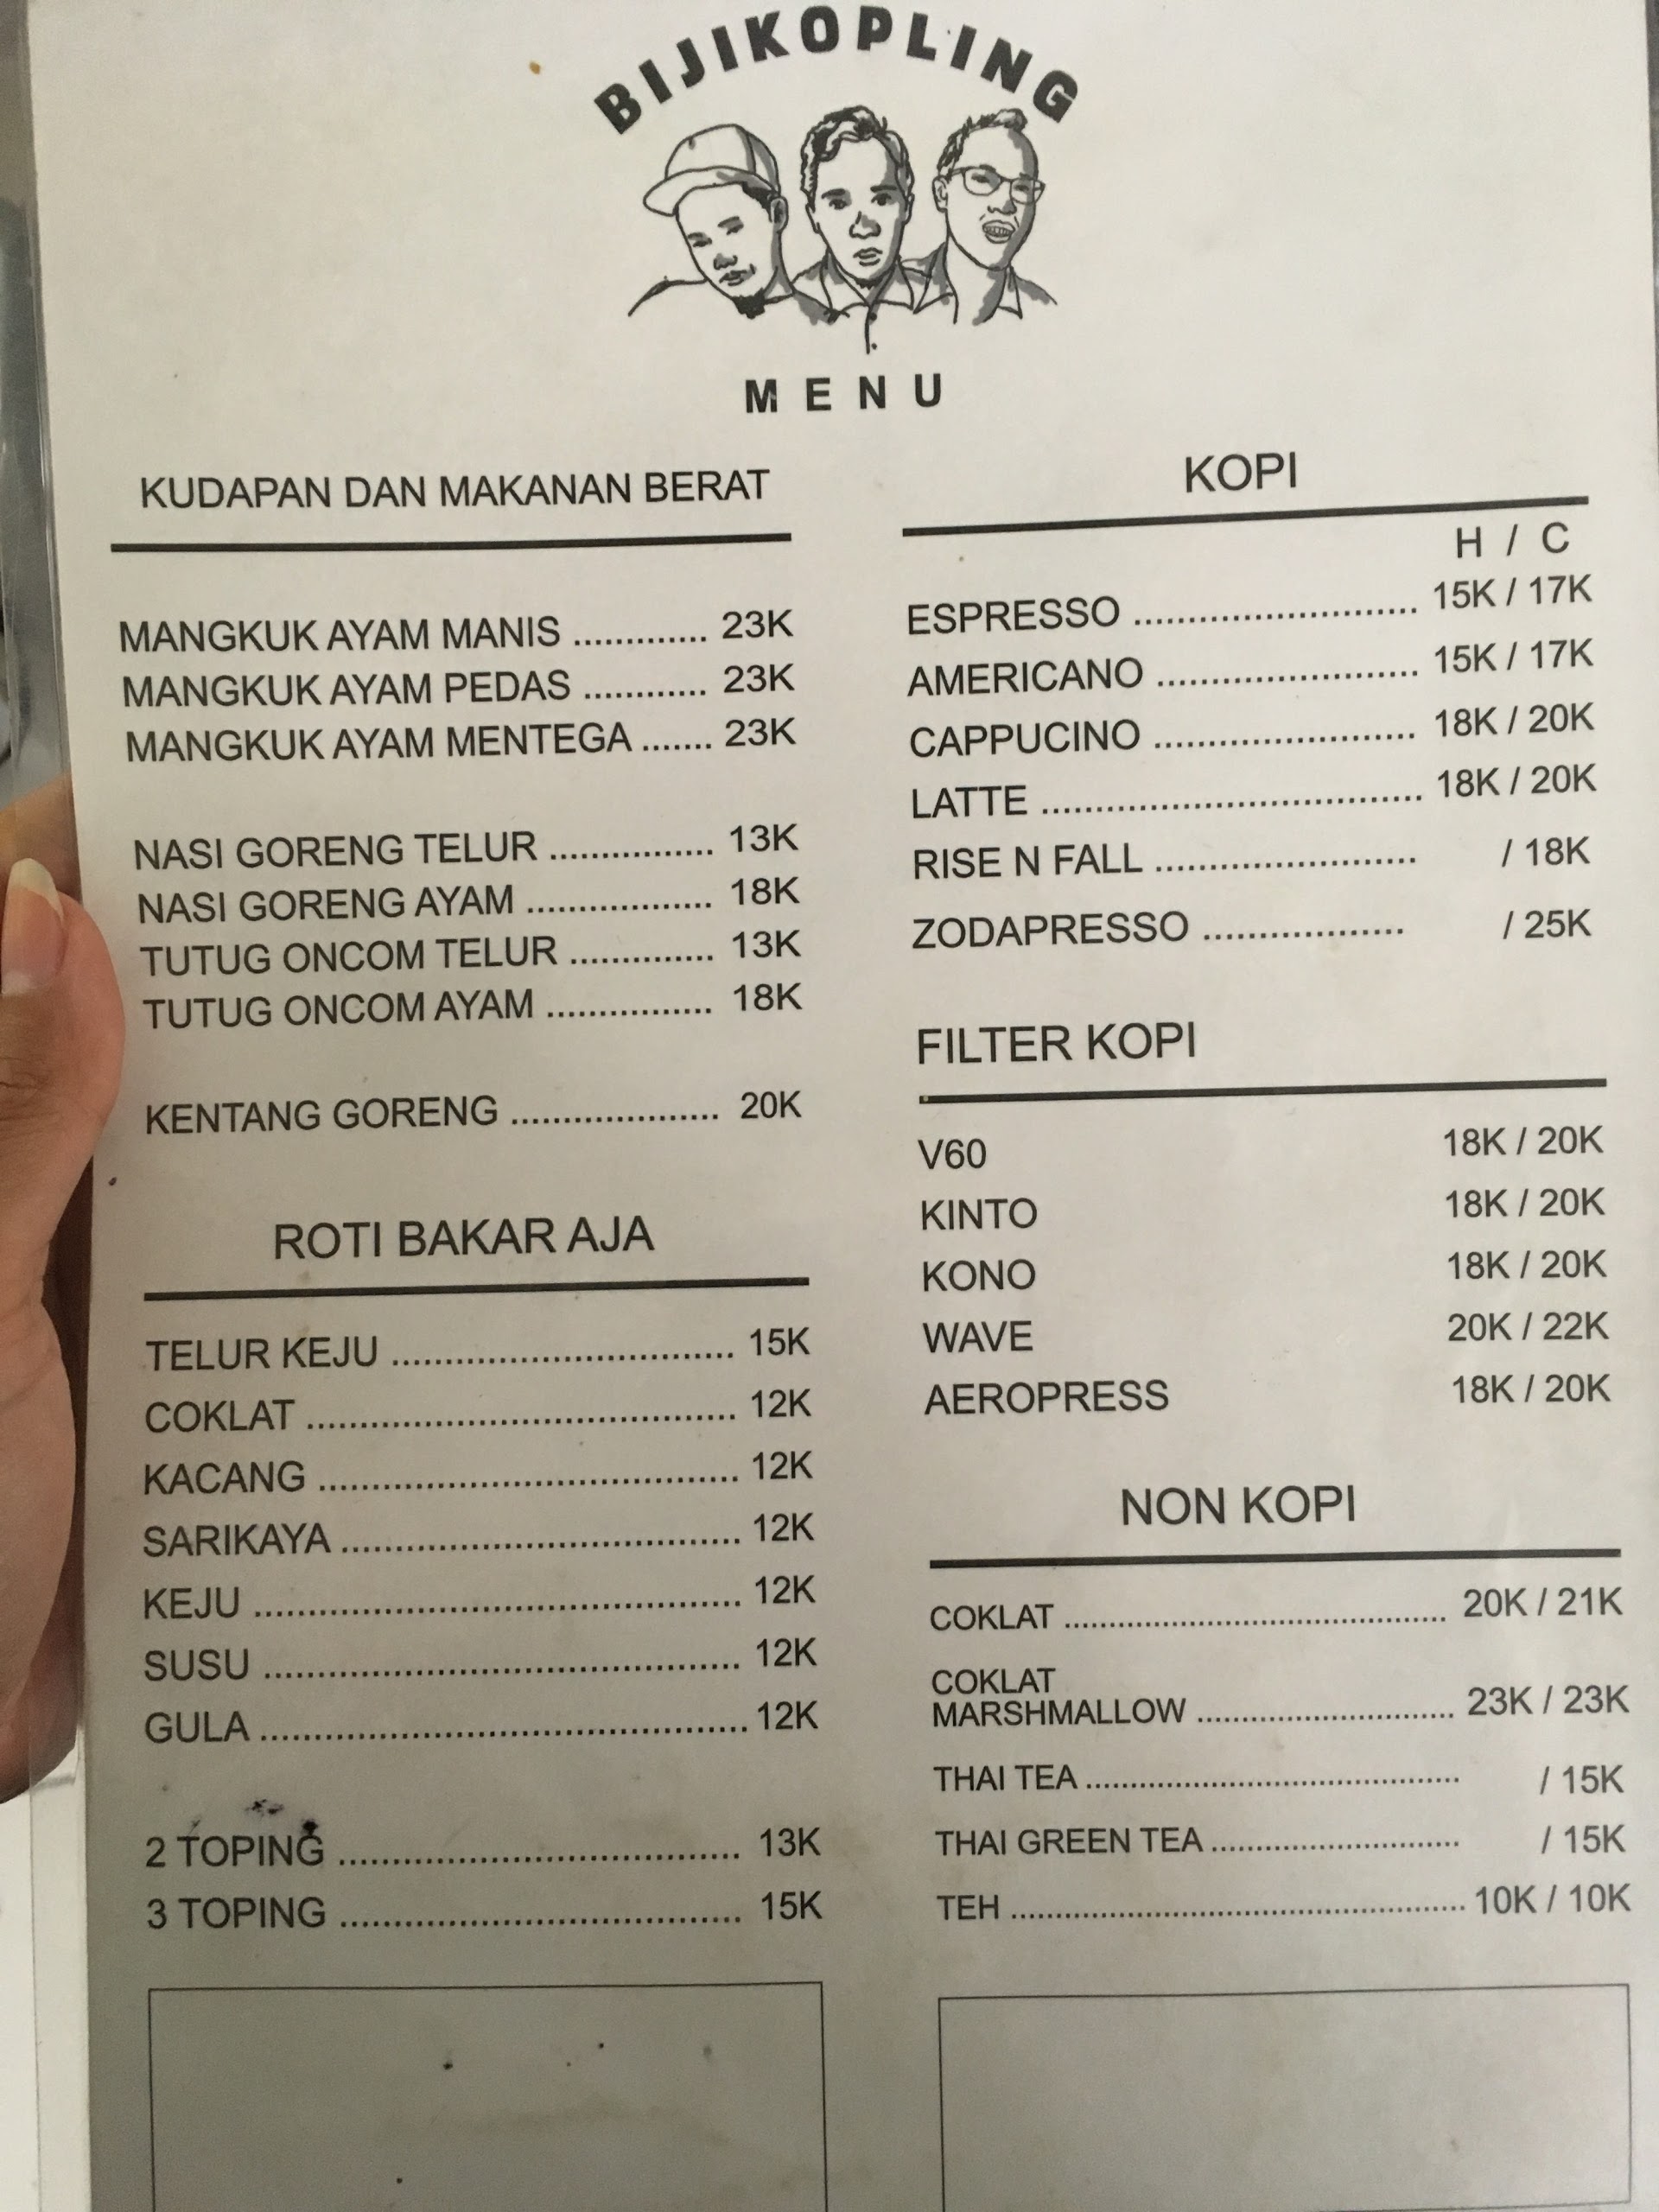 BIJIKOPLING
MENU
KUDAPAN DAN MAKANAN BERAT
MANGKUK AYAM MANIS ............. 23K
MANGKUK AYAM PEDAS ............ 23K
MANGKUK AYAM MENTEGA ....... 23K
NASI GORENG TELUR ................ 13K
NASI GORENG AYAM .................. 18K
TUTUG ONCOM TELUR .............. 13K
TUTUG ONCOM AYAM ................ 18K
KENTANG GORENG .................... 20K
ROTI BAKAR AJA
TELUR KEJU ................................ 15K
COKLAT ........................................ 12K
KACANG ....................................... 12K
SARIKAYA ..................................... 12K
KEJU ............................................. 12K
SUSU ............................................ 12K
GULA ............................................. 12K
2 TOPING ...................................... 13K
3 TOPING ...................................... 15K
KOPI
H / C
ESPRESSO .......................... 15K / 17K
AMERICANO ........................ 15K / 17K
CAPPUCINO ........................ 18K / 20K
LATTE ................................... 18K / 20K
RISE N FALL ........................ / 18K
ZODAPRESSO ................... / 25K
FILTER KOPI
V60 18K / 20K
KINTO 18K / 20K
KONO 18K / 20K
WAVE 20K / 22K
AEROPRESS 18K / 20K
NON KOPI
COKLAT .......................................... 20K / 21K
COKLAT
MARSHMALLOW ............................ 23K / 23K
THAI TEA .......................................... / 15K
THAI GREEN TEA ............................ / 15K
TEH .................................................. 10K / 10K